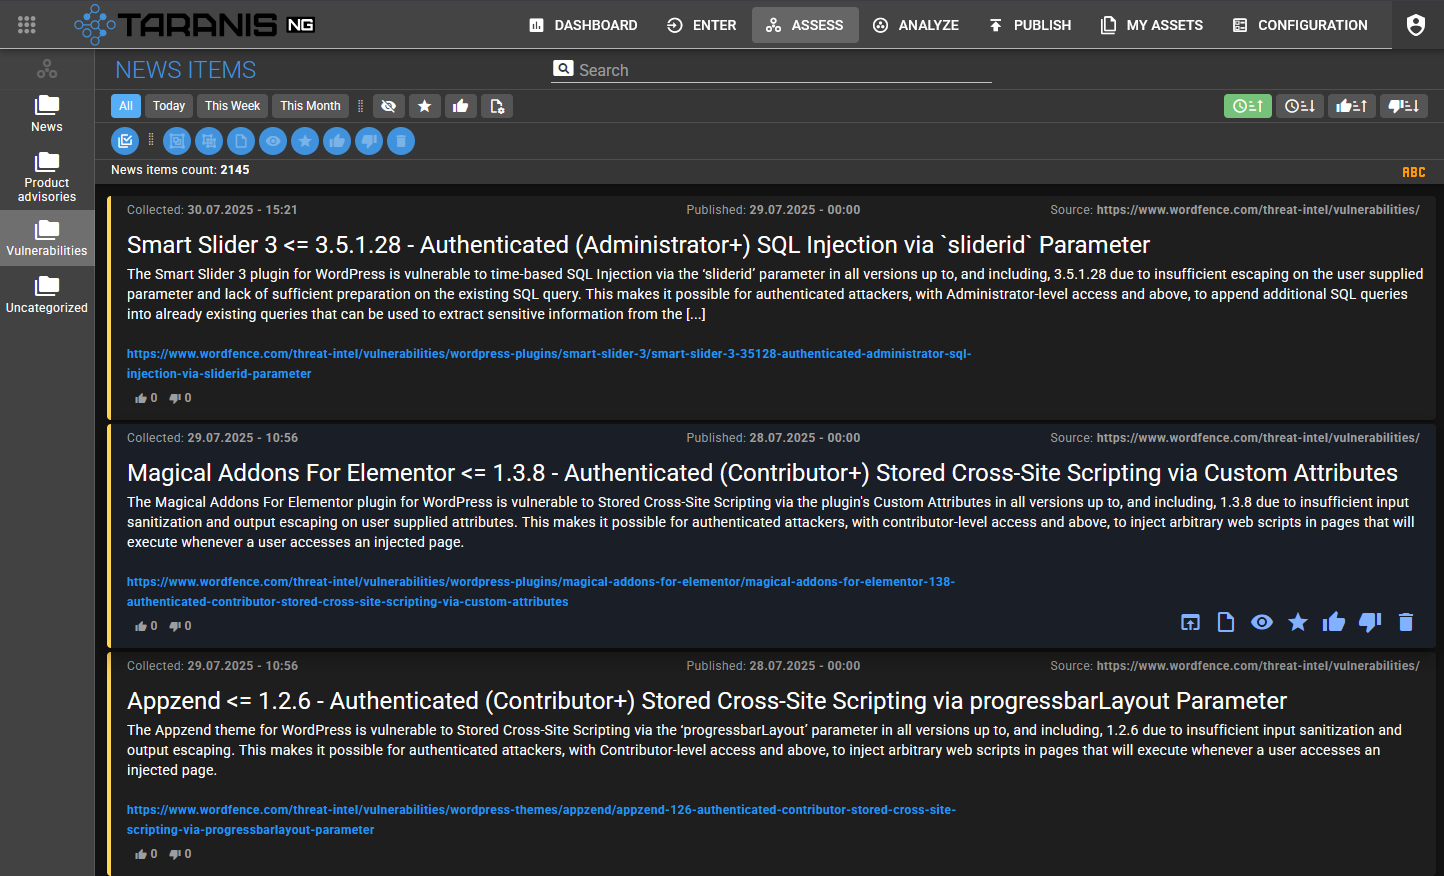 TARANIS NG
DASHBOARD ENTER ASSESS ANALYZE PUBLISH MY ASSETS CONFIGURATION
NEWS ITEMS
Search
All Today This Week This Month
News items count: 2145
ABC
News
Product
advisories
Vulnerabilities
Uncategorized
Collected: 30.07.2025 - 15:21 Published: 29.07.2025 - 00:00 Source: https://www.wordfence.com/threat-intel/vulnerabilities/
Smart Slider 3 <= 3.5.1.28 - Authenticated (Administrator+) SQL Injection via `sliderid` Parameter
The Smart Slider 3 plugin for WordPress is vulnerable to time-based SQL Injection via the ‘sliderid’ parameter in all versions up to, and including, 3.5.1.28 due to insufficient escaping on the user supplied
parameter and lack of sufficient preparation on the existing SQL query. This makes it possible for authenticated attackers, with Administrator-level access and above, to append additional SQL queries
into already existing queries that can be used to extract sensitive information from the [...]
https://www.wordfence.com/threat-intel/vulnerabilities/wordpress-plugins/smart-slider-3/smart-slider-3-35128-authenticated-administrator-sql-
injection-via-sliderid-parameter
0 0
Collected: 29.07.2025 - 10:56 Published: 28.07.2025 - 00:00 Source: https://www.wordfence.com/threat-intel/vulnerabilities/
Magical Addons For Elementor <= 1.3.8 - Authenticated (Contributor+) Stored Cross-Site Scripting via Custom Attributes
The Magical Addons For Elementor plugin for WordPress is vulnerable to Stored Cross-Site Scripting via the plugin's Custom Attributes in all versions up to, and including, 1.3.8 due to insufficient input
sanitization and output escaping on user supplied attributes. This makes it possible for authenticated attackers, with contributor-level access and above, to inject arbitrary web scripts in pages that will
execute whenever a user accesses an injected page.
https://www.wordfence.com/threat-intel/vulnerabilities/wordpress-plugins/magical-addons-for-elementor/magical-addons-for-elementor-138-
authenticated-contributor-stored-cross-site-scripting-via-custom-attributes
0 0
Collected: 29.07.2025 - 10:56 Published: 28.07.2025 - 00:00 Source: https://www.wordfence.com/threat-intel/vulnerabilities/
Appzend <= 1.2.6 - Authenticated (Contributor+) Stored Cross-Site Scripting via progressbarLayout Parameter
The Appzend theme for WordPress is vulnerable to Stored Cross-Site Scripting via the ‘progressbarLayout’ parameter in all versions up to, and including, 1.2.6 due to insufficient input sanitization and
output escaping. This makes it possible for authenticated attackers, with Contributor-level access and above, to inject arbitrary web scripts in pages that will execute whenever a user accesses an
injected page.
https://www.wordfence.com/threat-intel/vulnerabilities/wordpress-themes/appzend/appzend-126-authenticated-contributor-stored-cross-site-
scripting-via-progressbarlayout-parameter
0 0